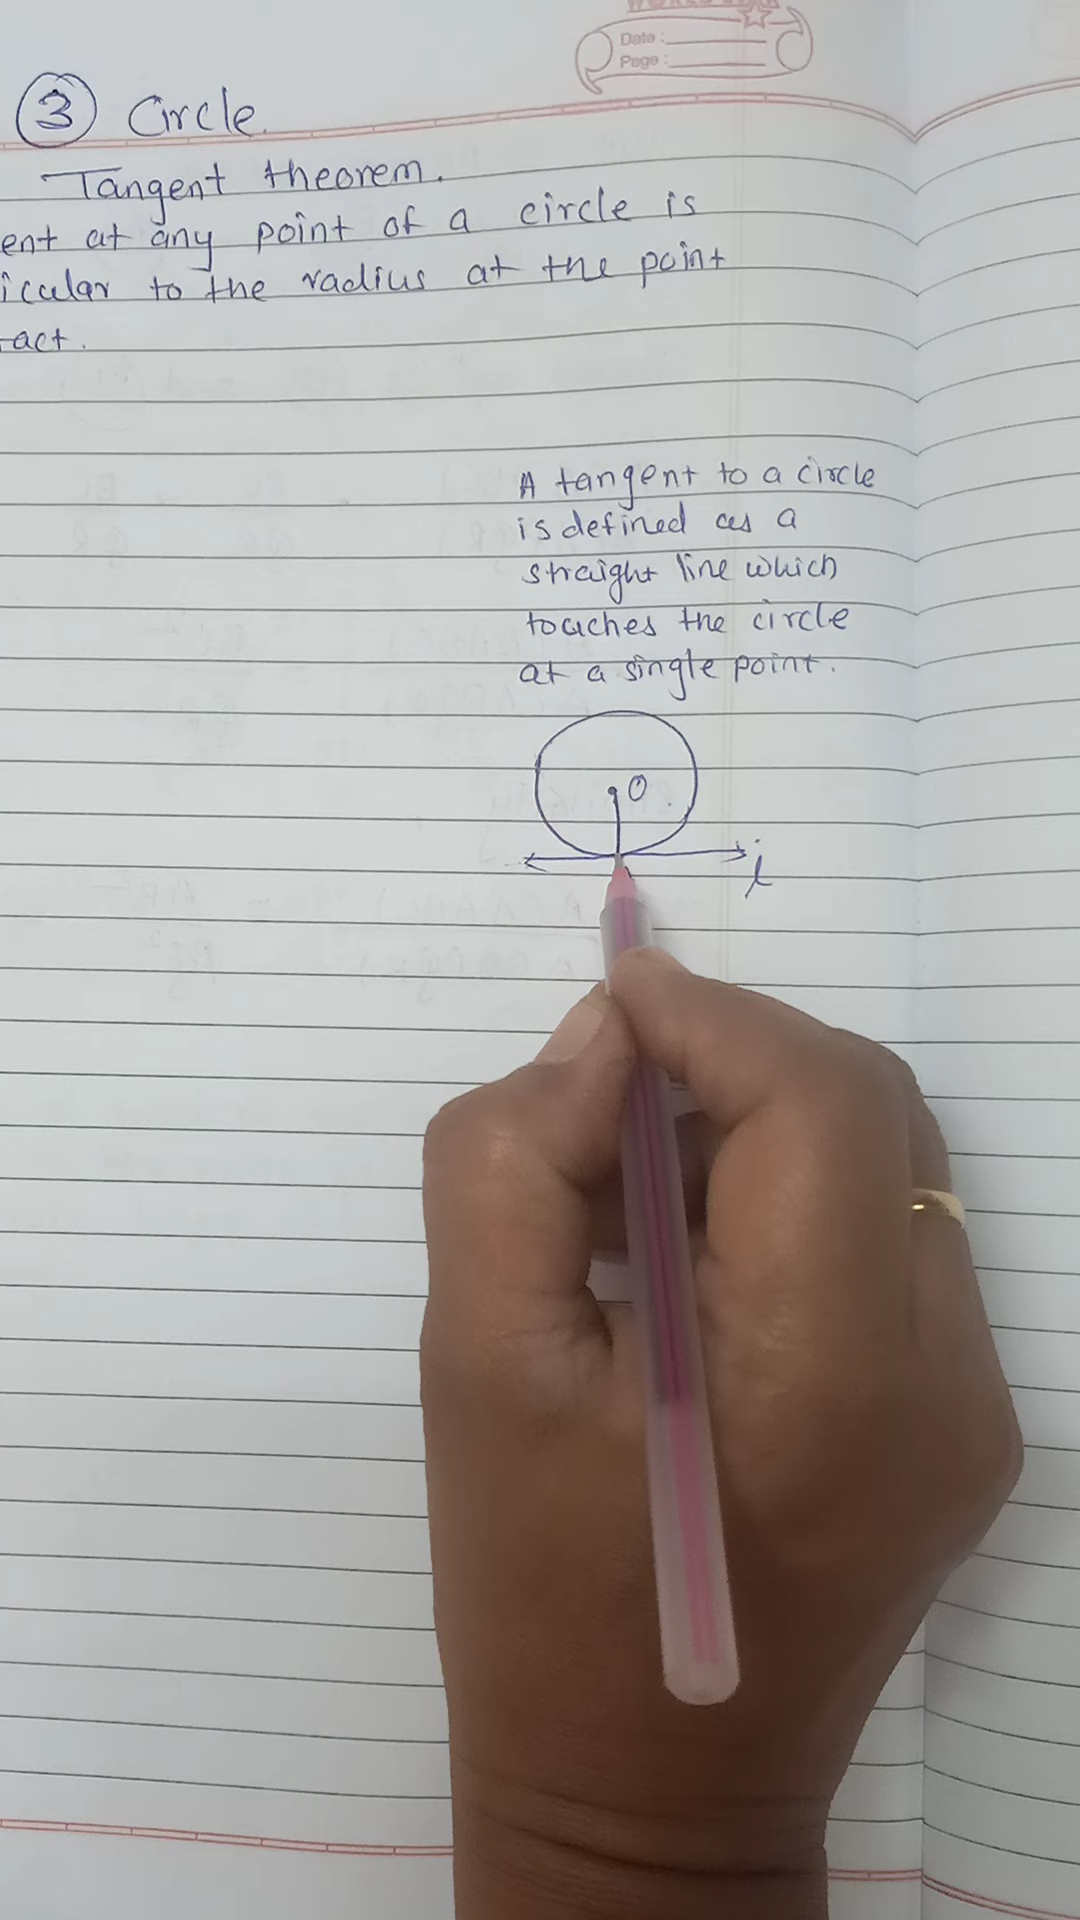 Date :
Page :
3 Circle.
Tangent theorem.
ent at any point of a circle is
icular to the radius at the point
act.
A tangent to a circle
is defined as a
straight line which
touches the circle
at a single point.
O
l